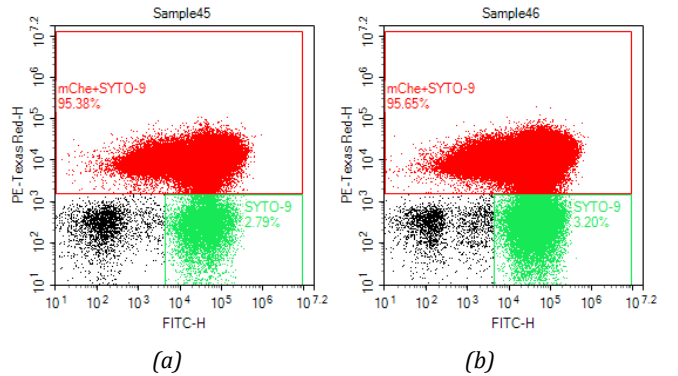 Sample45
PE-Texas Red-H
10^7.2
10^6
10^5
10^4
10^3
10^2
10^1
mChe+SYTO-9
95.38%
SYTO-9
2.79%
10^1 10^2 10^3 10^4 10^5 10^6 10^7.2
FITC-H
(a)
Sample46
PE-Texas Red-H
10^7.2
10^6
10^5
10^4
10^3
10^2
10^1
mChe+SYTO-9
95.65%
SYTO-9
3.20%
10^1 10^2 10^3 10^4 10^5 10^6 10^7.2
FITC-H
(b)